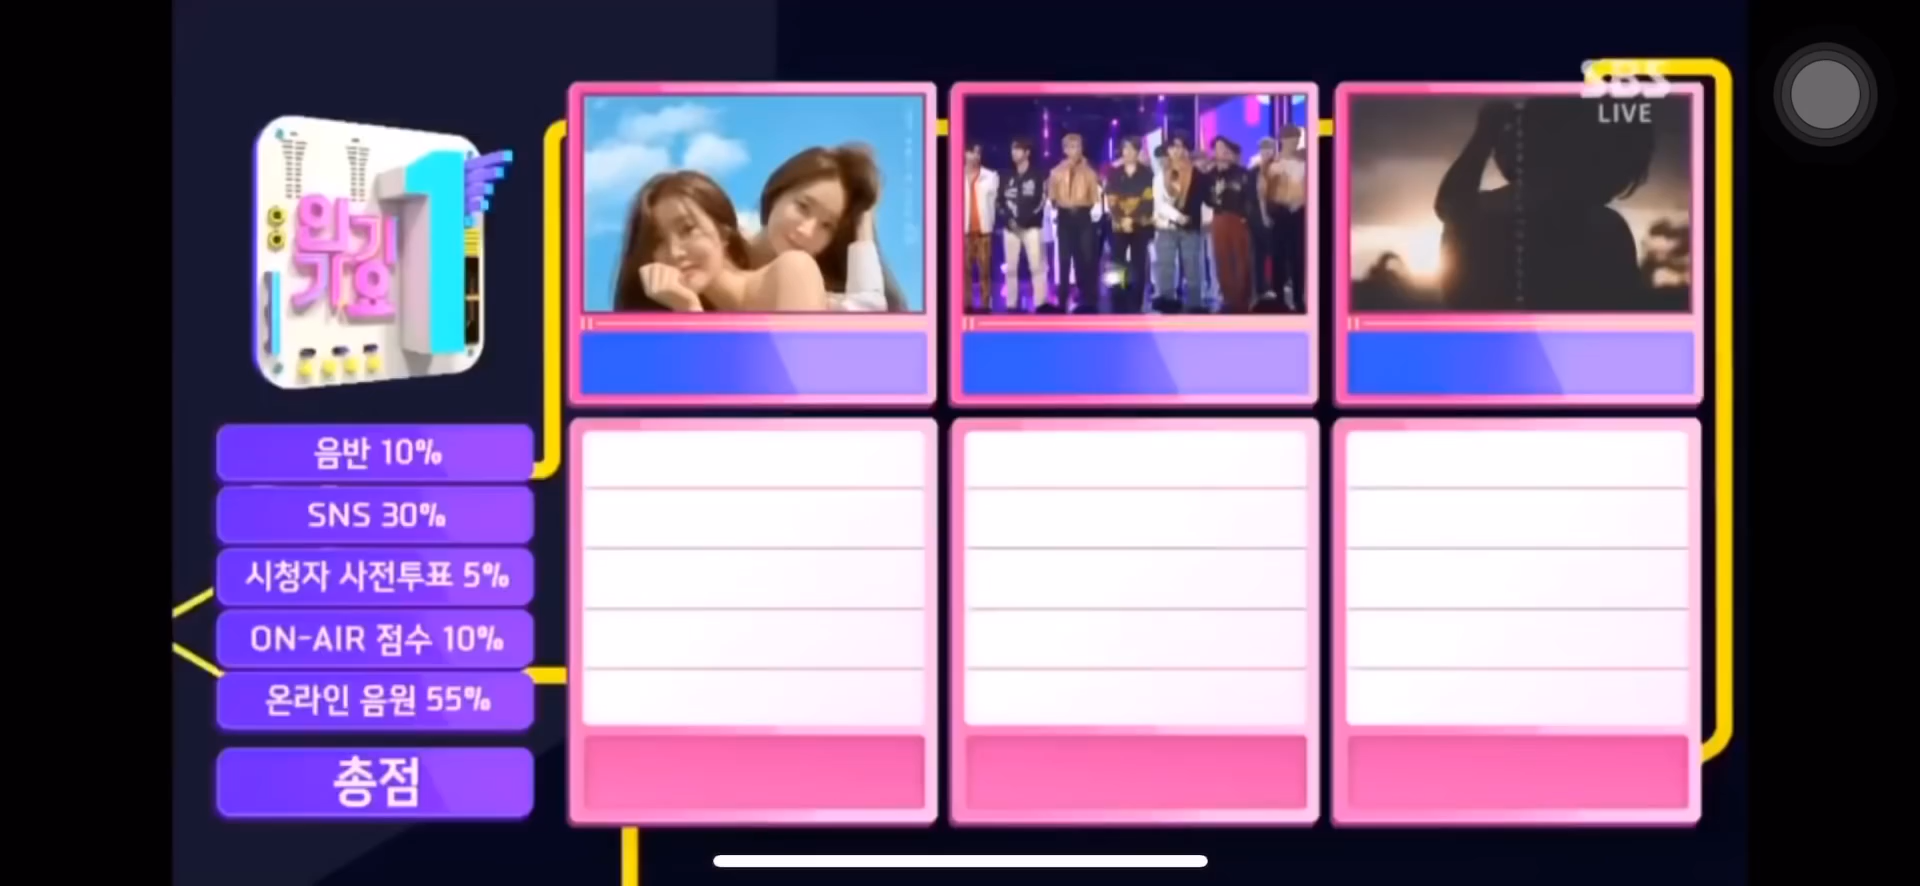 SBS
LIVE
인기
가요
1
음반 10%
SNS 30%
시청자 사전투표 5%
ON-AIR 점수 10%
온라인 음원 55%
총점